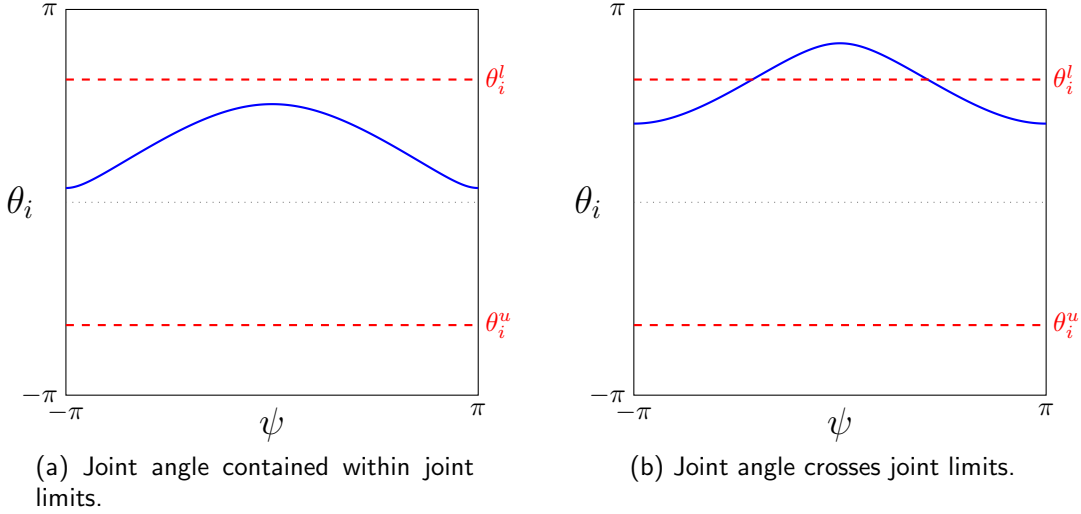 π
θ_i^l
θ_i
θ_i^u
−π
−π
π
ψ
(a) Joint angle contained within joint
limits.
π
θ_i^l
θ_i
θ_i^u
−π
−π
π
ψ
(b) Joint angle crosses joint limits.